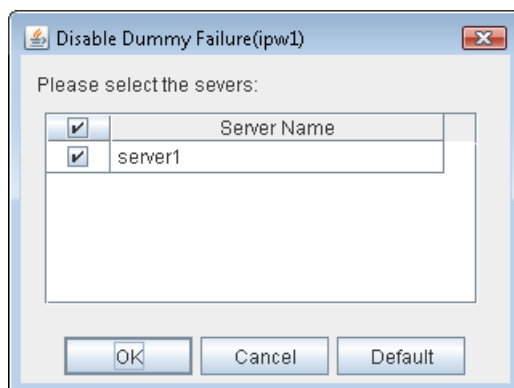 Disable Dummy Failure(ipw1)
Please select the severs:
Server Name
server1
OK Cancel Default